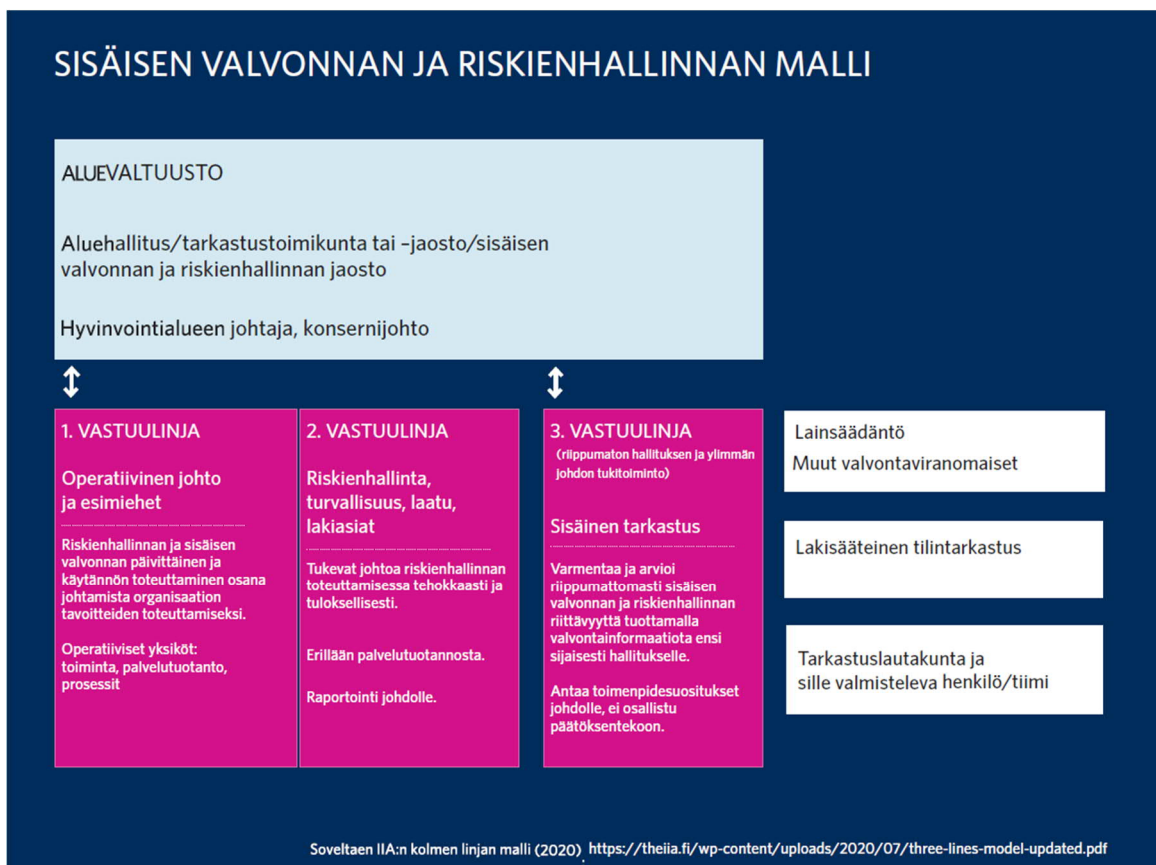 SISÄISEN VALVONNAN JA RISKIENHALLINNAN MALLI
ALUEVALTUUSTO
Aluehallitus/tarkastustoimikunta tai –jaosto/sisäisen
valvonnan ja riskienhallinnan jaosto
Hyvinvointialueen johtaja, konsernijohto
1. VASTUULINJA
Operatiivinen johto
ja esimiehet
Riskienhallinnan ja sisäisen
valvonnan päivittäinen ja
käytännön toteuttaminen osana
johtamista organisaation
tavoitteiden toteuttamiseksi.
Operatiiviset yksiköt:
toiminta, palvelutuotanto,
prosessit
2. VASTUULINJA
Riskienhallinta,
turvallisuus, laatu,
lakiasiat
Tukevat johtoa riskienhallinnan
toteuttamisessa tehokkaasti ja
tuloksellisesti.
Erillään palvelutuotannosta.
Raportointi johdolle.
3. VASTUULINJA
(riippumaton hallituksen ja ylimmän
johdon tukitoiminto)
Sisäinen tarkastus
Varmentaa ja arvioi
riippumattomasti sisäisen
valvonnan ja riskienhallinnan
riittävyyttä tuottamalla
valvontainformaatiota ensi
sijaisesti hallitukselle.
Antaa toimenpidesuositukset
johdolle, ei osallistu
päätöksentekoon.
Lainsäädäntö
Muut valvontaviranomaiset
Lakisääteinen tilintarkastus
Tarkastuslautakunta ja
sille valmisteleva henkilö/tiimi
Soveltaen IIA:n kolmen linjan malli (2020), https://theiia.fi/wp-content/uploads/2020/07/three-lines-model-updated.pdf